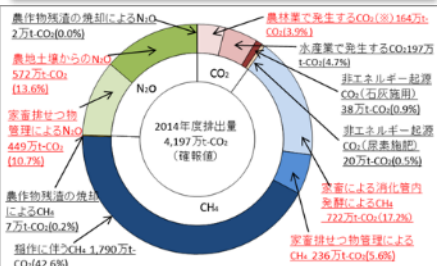 農作物残渣の焼却によるN₂O
2万t-CO₂(0.0%)
農地土壌からのN₂O
572万t-CO₂
(13.6%)
家畜排せつ物
管理によるN₂O
449万t-CO₂
(10.7%)
農作物残渣の焼却
によるCH4
7万t-CO₂(0.2%)
稲作に伴うCH4 1,790万t-
CO₂(42.6%)
農林業で発生するCO₂(※)164万
t-CO₂(3.9%)
水産業で発生するCO₂197万
t-CO₂(4.7%)
非エネルギー起源
CO₂(石灰施用)
38万t-CO₂(0.9%)
非エネルギー起源
CO₂(尿素施肥)
20万t-CO₂(0.5%)
家畜による消化管内
発酵によるCH4
722万t-CO₂(17.2%)
家畜排せつ物管理による
CH4 236万t-CO₂(5.6%)
CO₂
N₂O
CH₄
2014年度排出量
4,197万t-CO₂
(確報値)